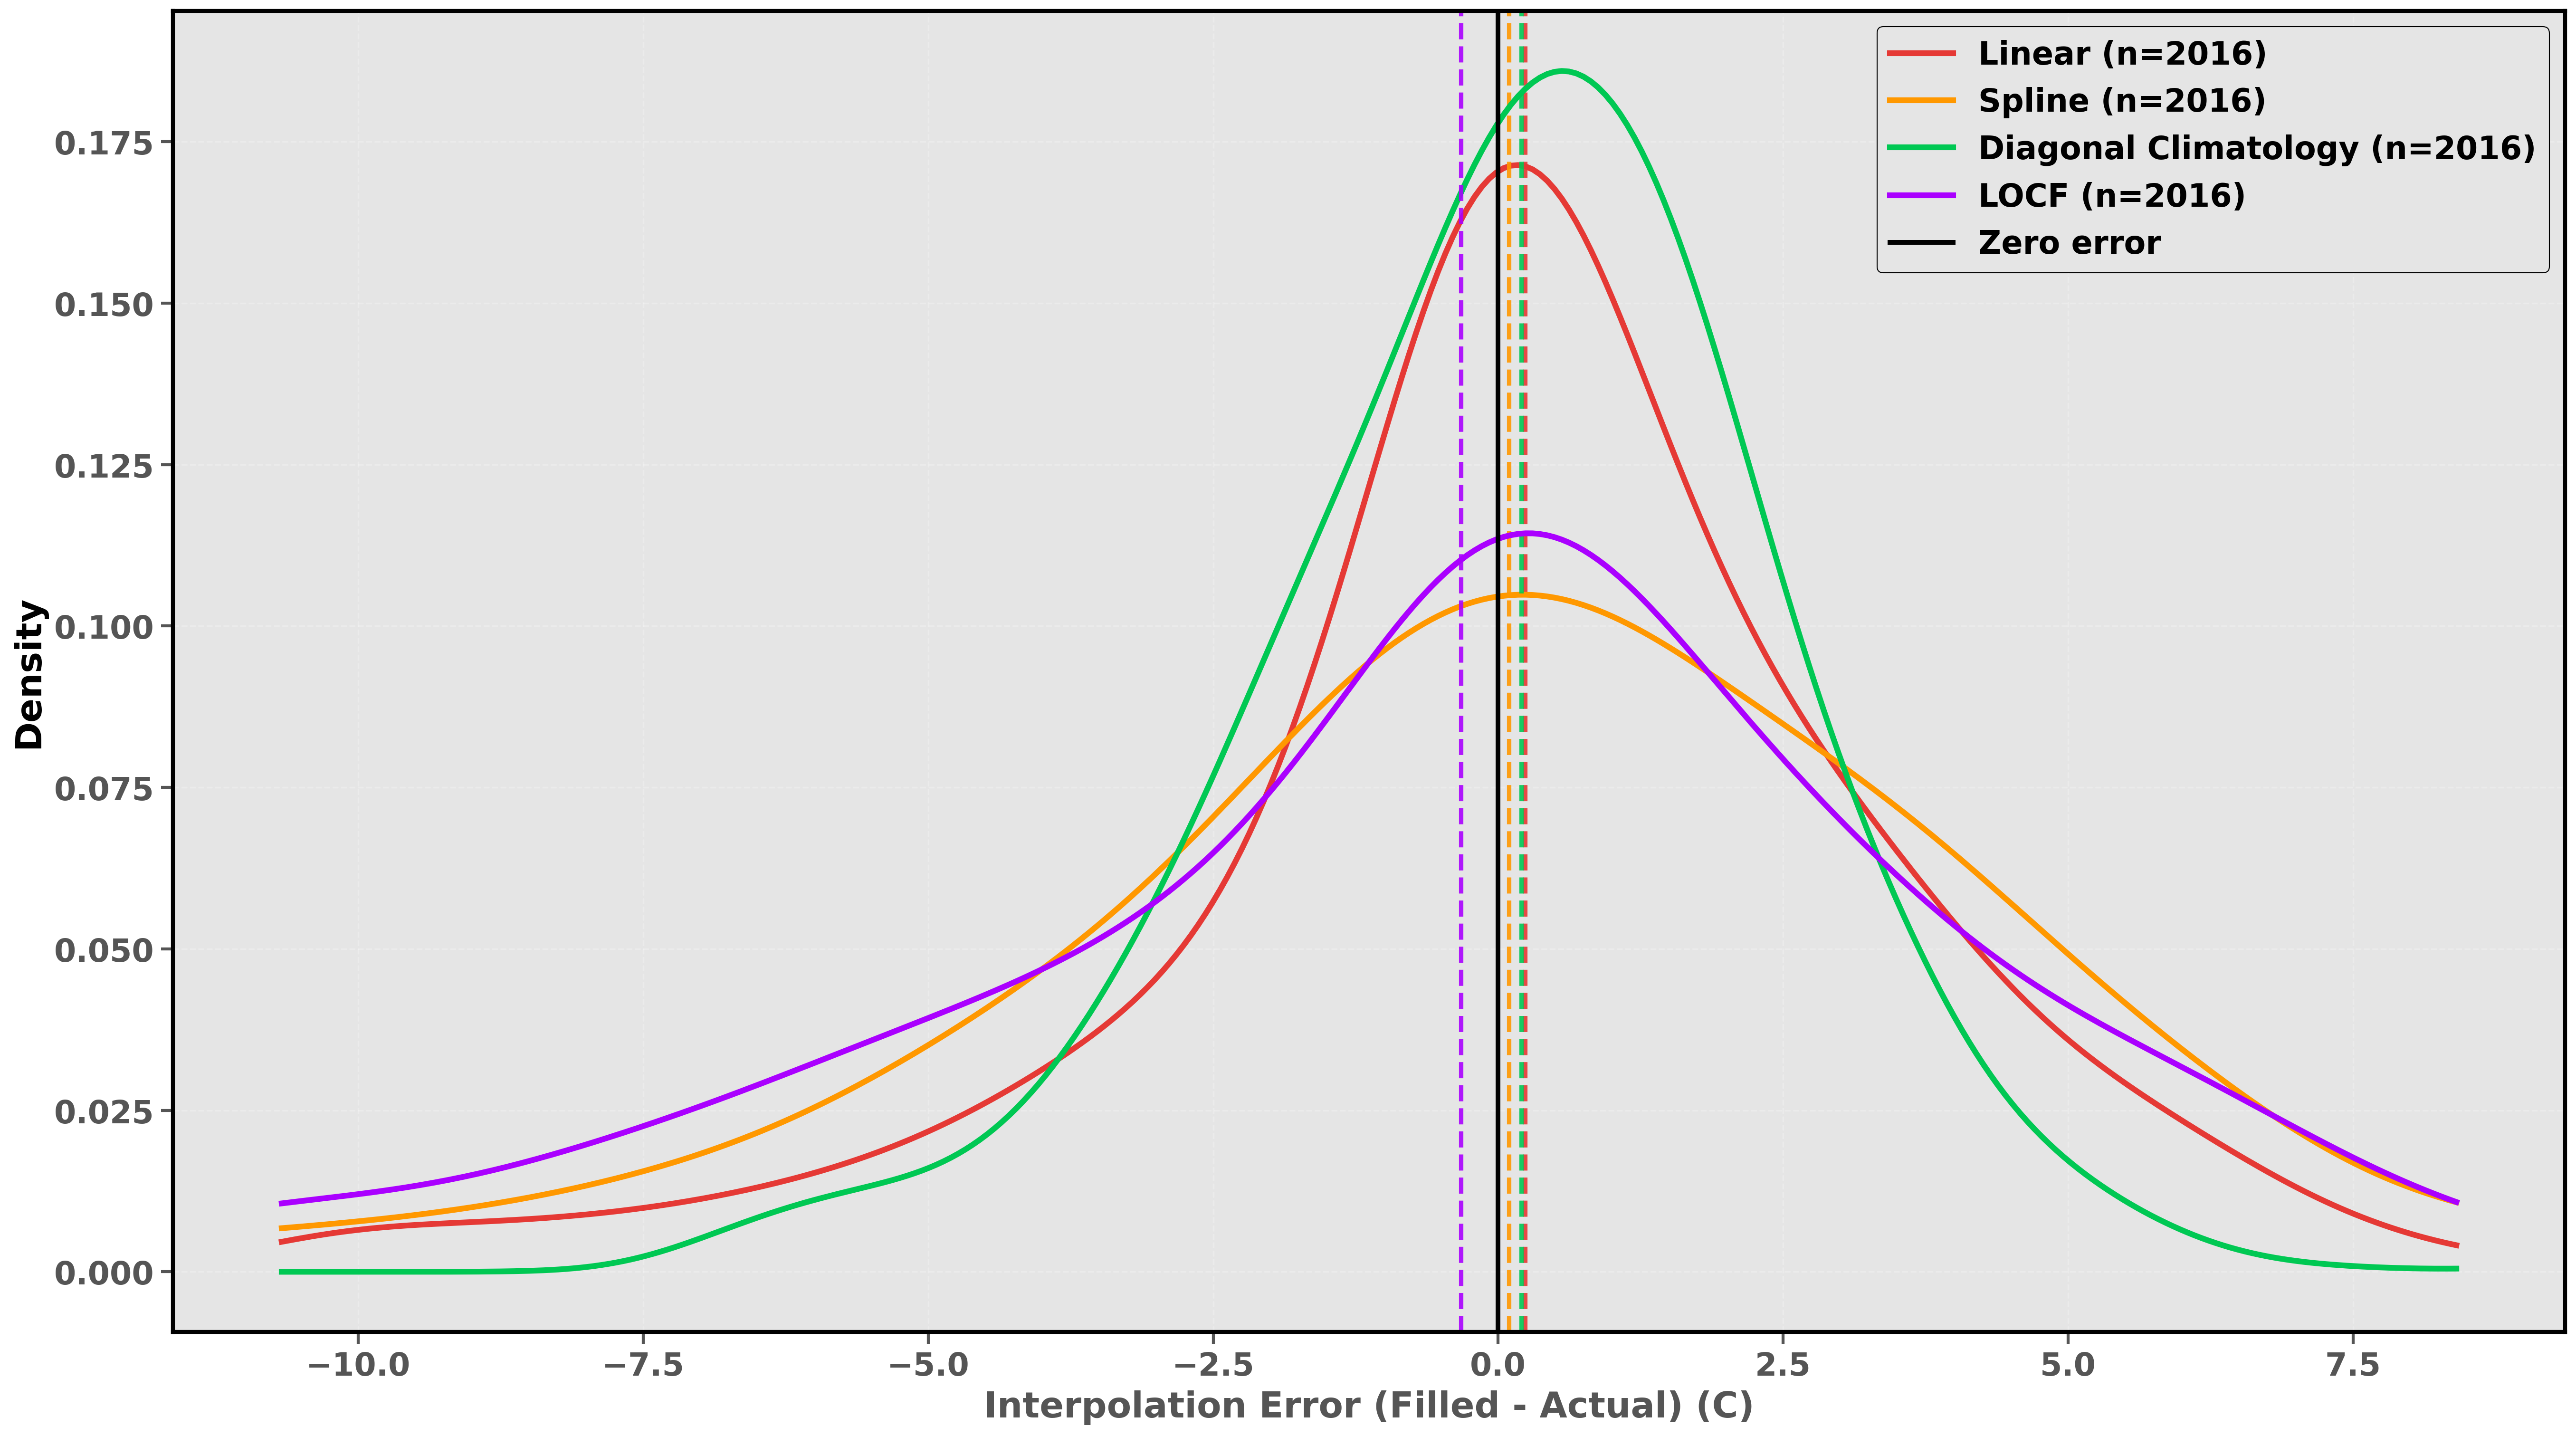 Linear (n=2016)
Spline (n=2016)
Diagonal Climatology (n=2016)
LOCF (n=2016)
Zero error
Density
0.175
0.150
0.125
0.100
0.075
0.050
0.025
0.000
−10.0 −7.5 −5.0 −2.5 0.0 2.5 5.0 7.5
Interpolation Error (Filled - Actual) (C)